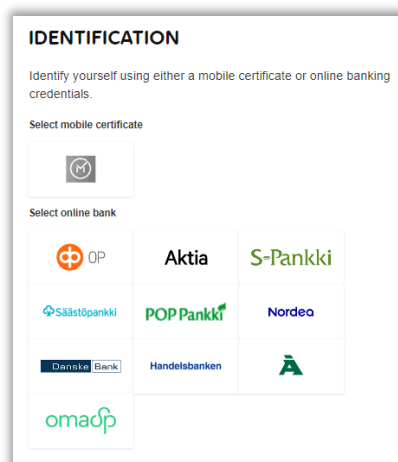 IDENTIFICATION
Identify yourself using either a mobile certificate or online banking
credentials.
Select mobile certificate
M
Select online bank
OP OP
Aktia
S-Pankki
Säästöpankki
POP Pankki
Nordea
Danske Bank
Handelsbanken
Å
omasp